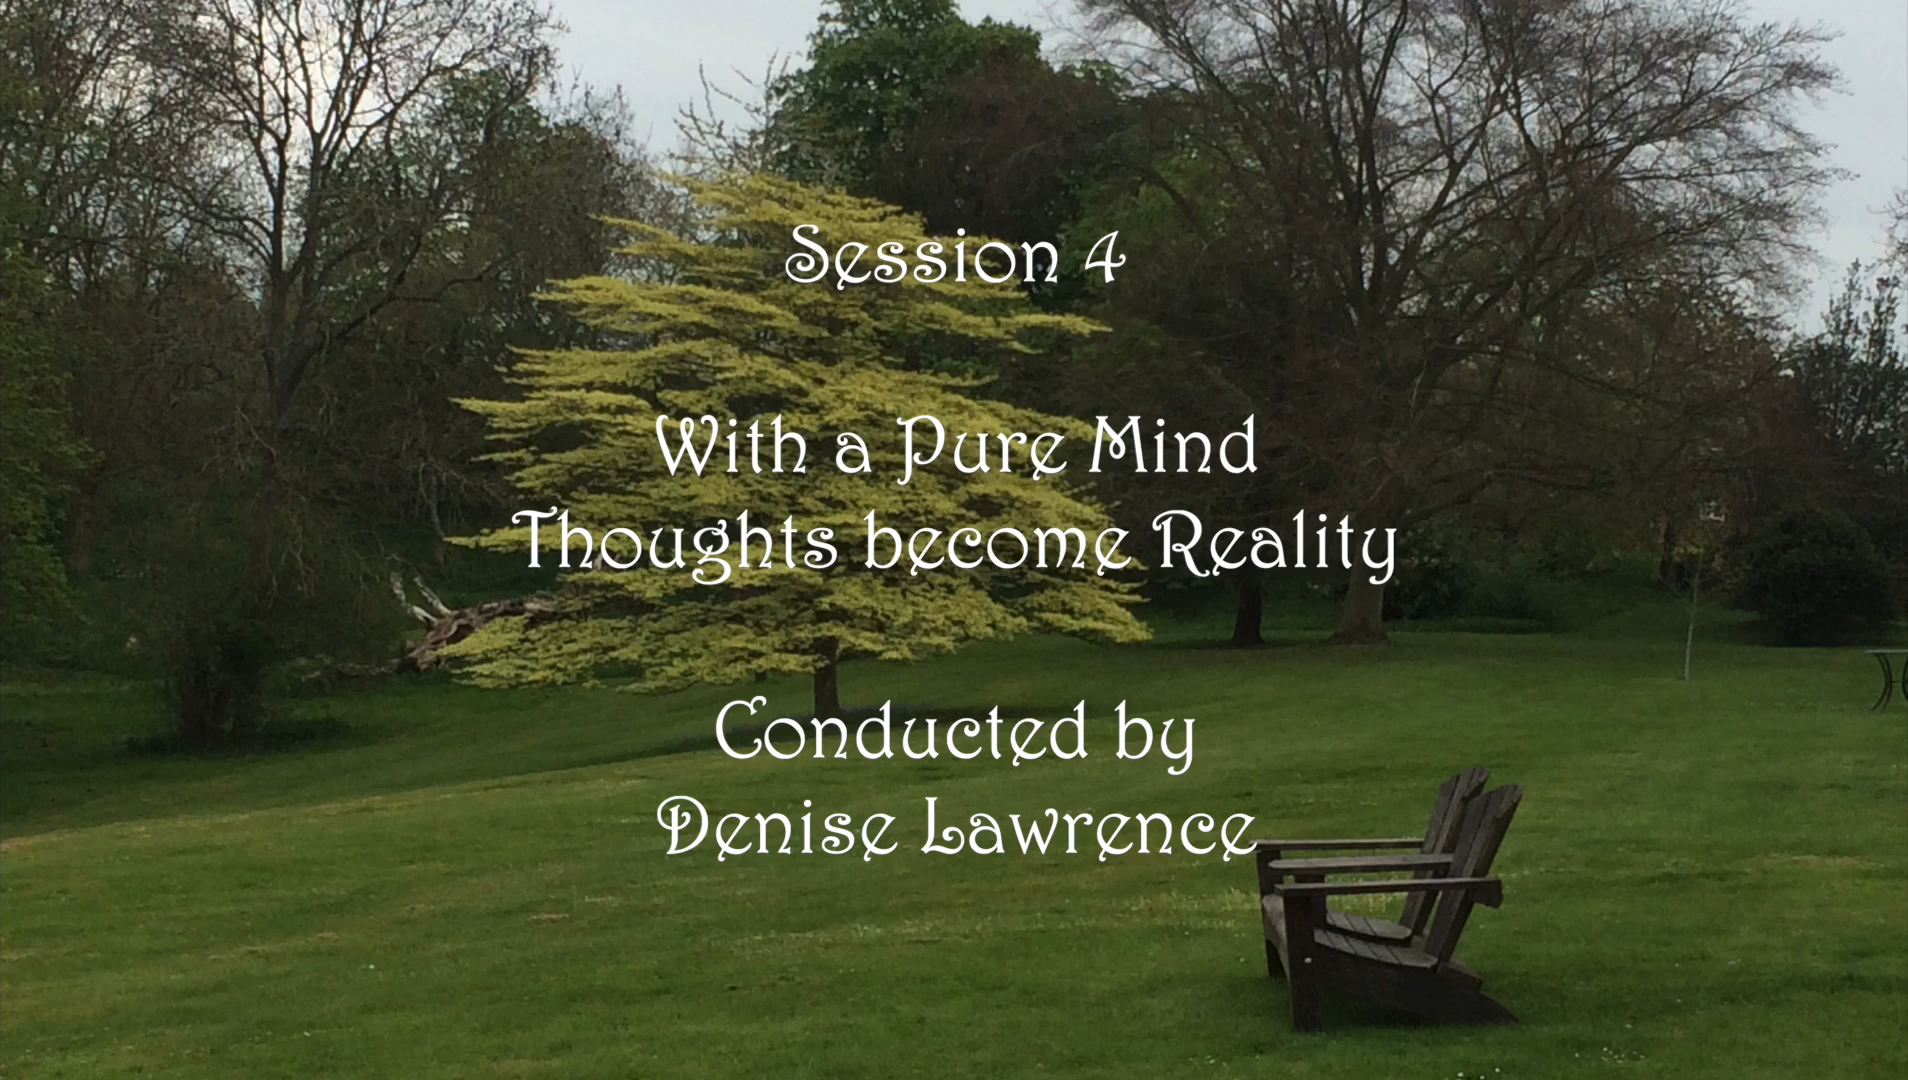 Session 4
With a Pure Mind
Thoughts become Reality
Conducted by
Denise Lawrence